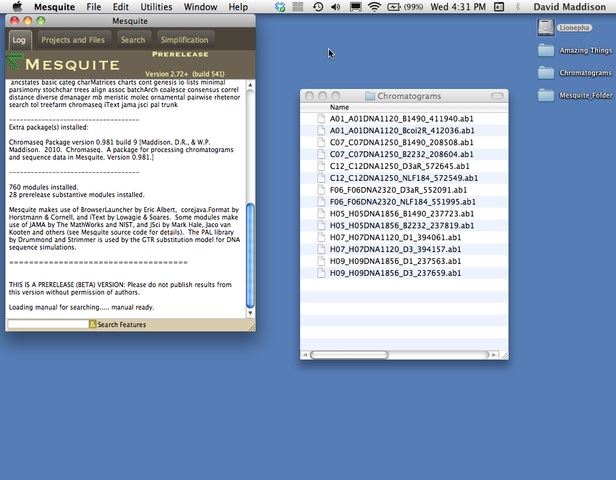 Mesquite File Edit Utilities Window Help (99%) Wed 4:31 PM David Maddison
Mesquite
Log Projects and Files Search Simplification
PRERELEASE
MESQUITE
Version 2.72+ (build 541)
ancstates basic categ charMatrices charts cont genesis io lists minimal
parsimony stochchar trees align assoc batchArch coalesce consensus correl
distance diverse dmanager mb meristic molec ornamental pairwise rhetenor
search tol treefarm chromaseq iText jama jsci pal trunk
----------------------------------
Extra package(s) installed:
Chromaseq Package version 0.981 build 9 [Maddison, D.R., & W.P.
Maddison. 2010. Chromaseq. A package for processing chromatograms
and sequence data in Mesquite. Version 0.981.]
----------------------------------
760 modules installed.
28 prerelease substantive modules installed.
Mesquite makes use of BrowserLauncher by Eric Albert, corejava.Format by
Horstmann & Cornell, and iText by Lowagie & Soares. Some modules make
use of JAMA by The MathWorks and NIST, and JSci by Mark Hale, Jaco van
Kooten and others (see Mesquite source code for details). The PAL library
by Drummond and Strimmer is used by the GTR substitution model for DNA
sequence simulations.
==================================
THIS IS A PRERELEASE (BETA) VERSION: Please do not publish results from
this version without permission of authors.
Loading manual for searching..... manual ready.
& Search Features
Chromatograms
Name
A01_A01DNA1120_B1490_411940.ab1
A01_A01DNA1120_Bcoi2R_412036.ab1
C07_C07DNA1250_B1490_208508.ab1
C07_C07DNA1250_B2232_208604.ab1
C12_C12DNA1250_D3aR_572645.ab1
C12_C12DNA1250_NLF184_572549.ab1
F06_F06DNA2320_D3aR_552091.ab1
F06_F06DNA2320_NLF184_551995.ab1
H05_H05DNA1856_B1490_237723.ab1
H05_H05DNA1856_B2232_237819.ab1
H07_H07DNA1120_D1_394061.ab1
H07_H07DNA1120_D3_394157.ab1
H09_H09DNA1856_D1_237563.ab1
H09_H09DNA1856_D3_237659.ab1
Lionepha
Amazing Things
Chromatograms
Mesquite_Folder